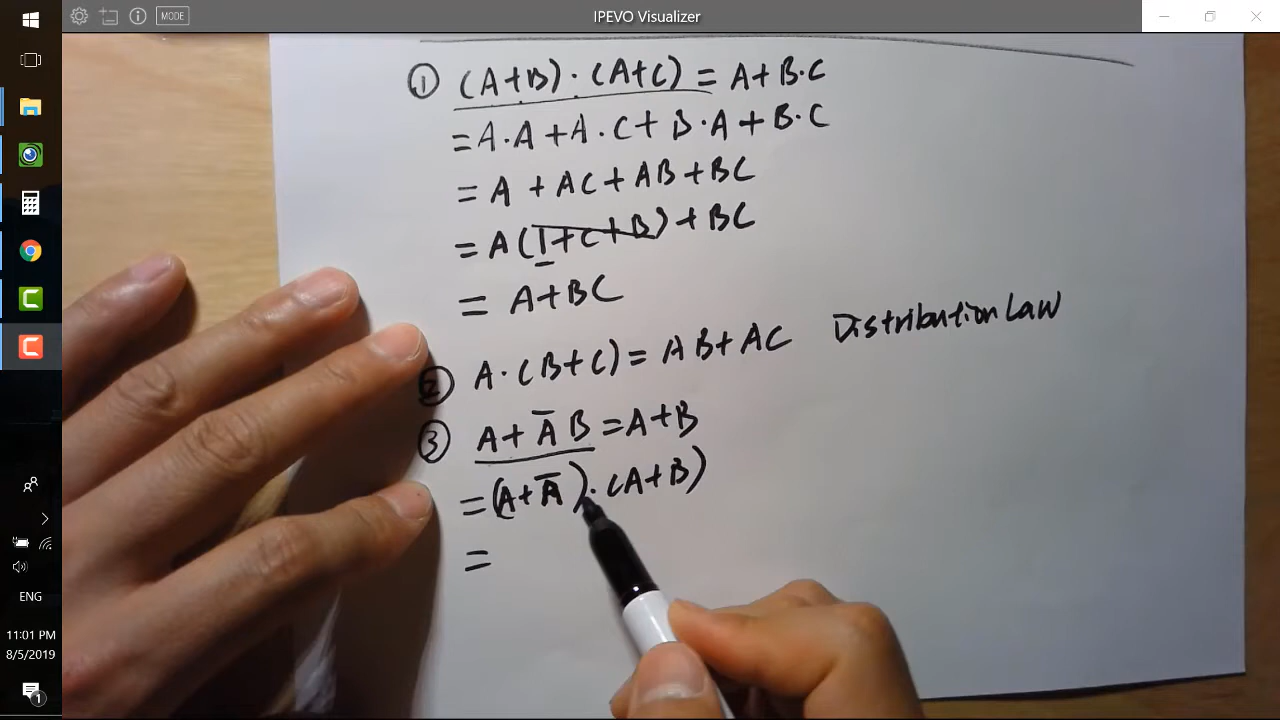 IPEVO Visualizer
MODE
① (A+B)·(A+C) = A+B·C
= A·A+A·C+B·A+B·C
= A + AC+AB+BC
= A(1+C+B)+BC
= A+BC
② A·(B+C)= AB+AC Distribution Law
③ A+A̅B=A+B
=(A+A̅)·(A+B)
=
ENG
11:01 PM
8/5/2019
1